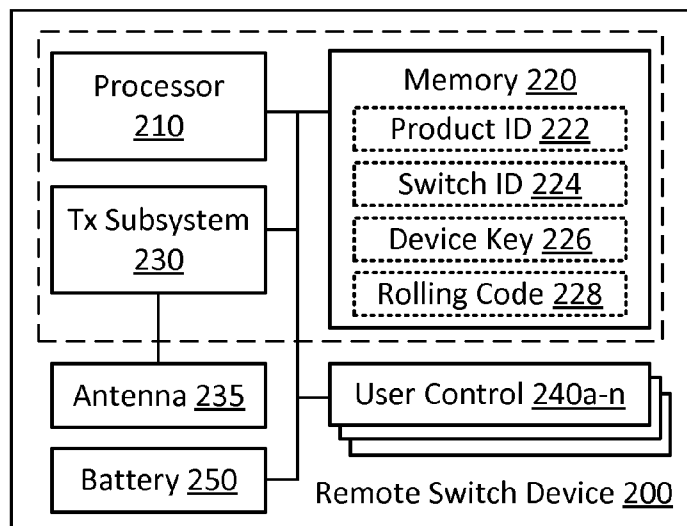 Processor
210
Memory 220
Product ID 222
Switch ID 224
Device Key 226
Rolling Code 228
Tx Subsystem
230
Antenna 235
User Control 240a-n
Battery 250
Remote Switch Device 200